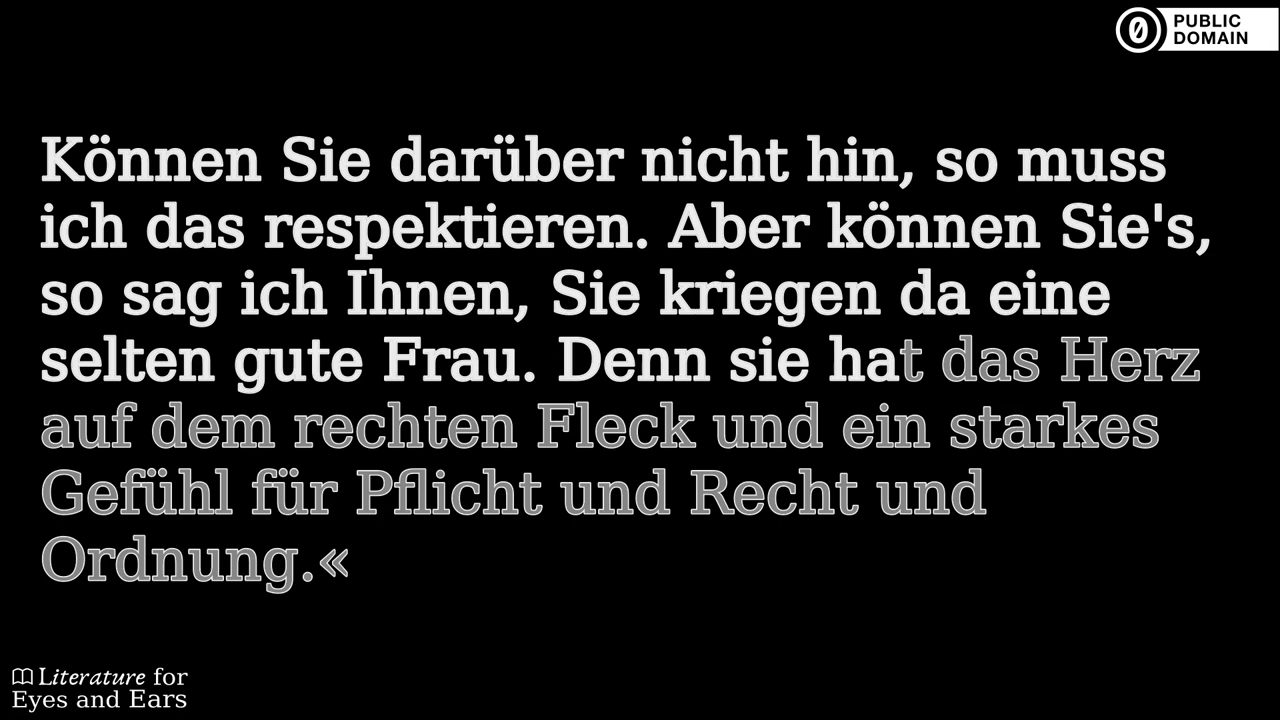 PUBLIC
DOMAIN
Können Sie darüber nicht hin, so muss
ich das respektieren. Aber können Sie's,
so sag ich Ihnen, Sie kriegen da eine
selten gute Frau. Denn sie hat das Herz
auf dem rechten Fleck und ein starkes
Gefühl für Pflicht und Recht und
Ordnung.«
Literature for
Eyes and Ears